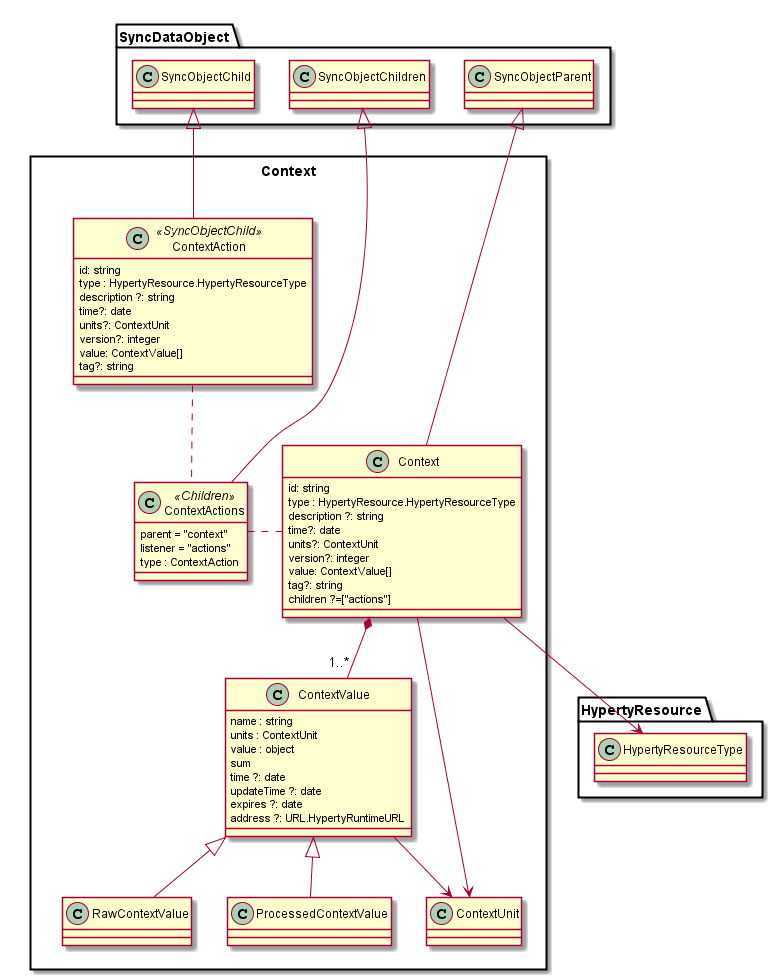 SyncDataObject
C SyncObjectChild
C SyncObjectChildren
C SyncObjectParent
Context
C «SyncObjectChild»
ContextAction
id: string
type : HypertyResource.HypertyResourceType
description ?: string
time?: date
units?: ContextUnit
version?: integer
value: ContextValue[]
tag?: string
C Context
id: string
type : HypertyResource.HypertyResourceType
description ?: string
time?: date
units?: ContextUnit
version?: integer
value: ContextValue[]
tag?: string
children ?=["actions"]
C «Children»
ContextActions
parent = "context"
listener = "actions"
type : ContextAction
1..*
C ContextValue
name : string
units : ContextUnit
value : object
sum
time ?: date
updateTime ?: date
expires ?: date
address ?: URL.HypertyRuntimeURL
HypertyResource
C HypertyResourceType
C RawContextValue
C ProcessedContextValue
C ContextUnit